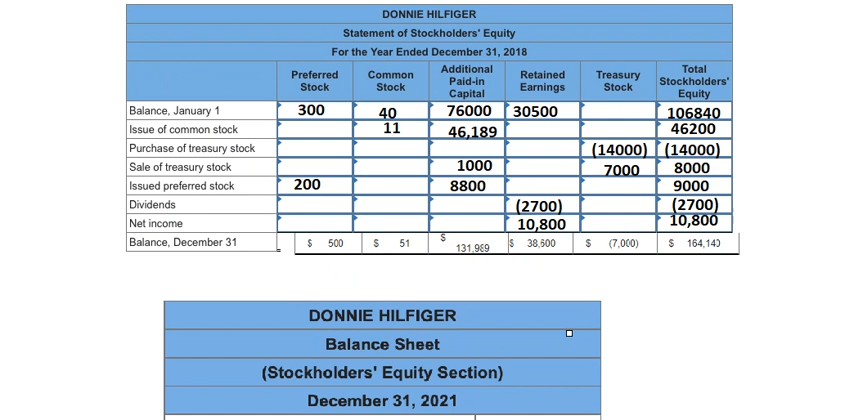 DONNIE HILFIGER
Statement of Stockholders' Equity
For the Year Ended December 31, 2018
Preferred Stock Common Stock Additional Paid-in Capital Retained Earnings Treasury Stock Total Stockholders' Equity
Balance, January 1 300 40 76000 30500 106840
Issue of common stock 11 46,189 46200
Purchase of treasury stock (14000) (14000)
Sale of treasury stock 1000 7000 8000
Issued preferred stock 200 8800 9000
Dividends (2700) (2700)
Net income 10,800 10,800
Balance, December 31 $ 500 $ 51 $ 131,989 $ 38,600 $ (7,000) $ 164,140
DONNIE HILFIGER
Balance Sheet
(Stockholders' Equity Section)
December 31, 2021